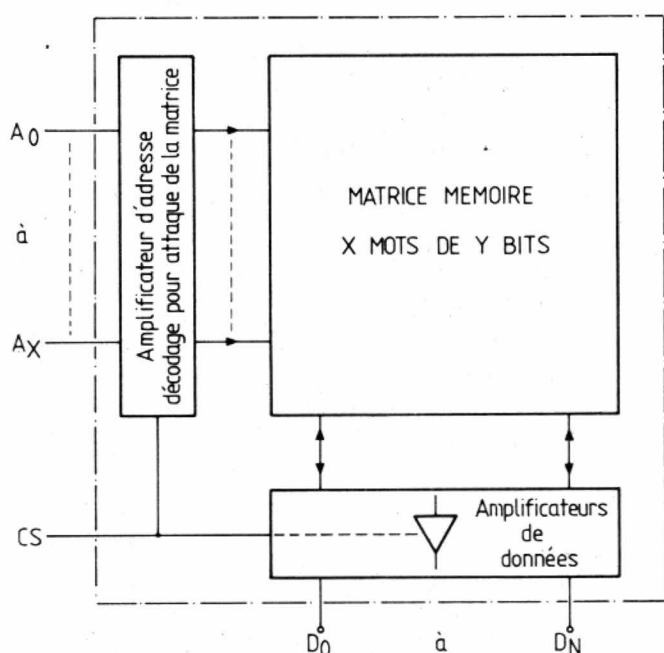 A0
à
AX
Amplificateur d'adresse
décodage pour attaque de la matrice
MATRICE MEMOIRE
X MOTS DE Y BITS
CS
Amplificateurs
de
données
D0 à DN